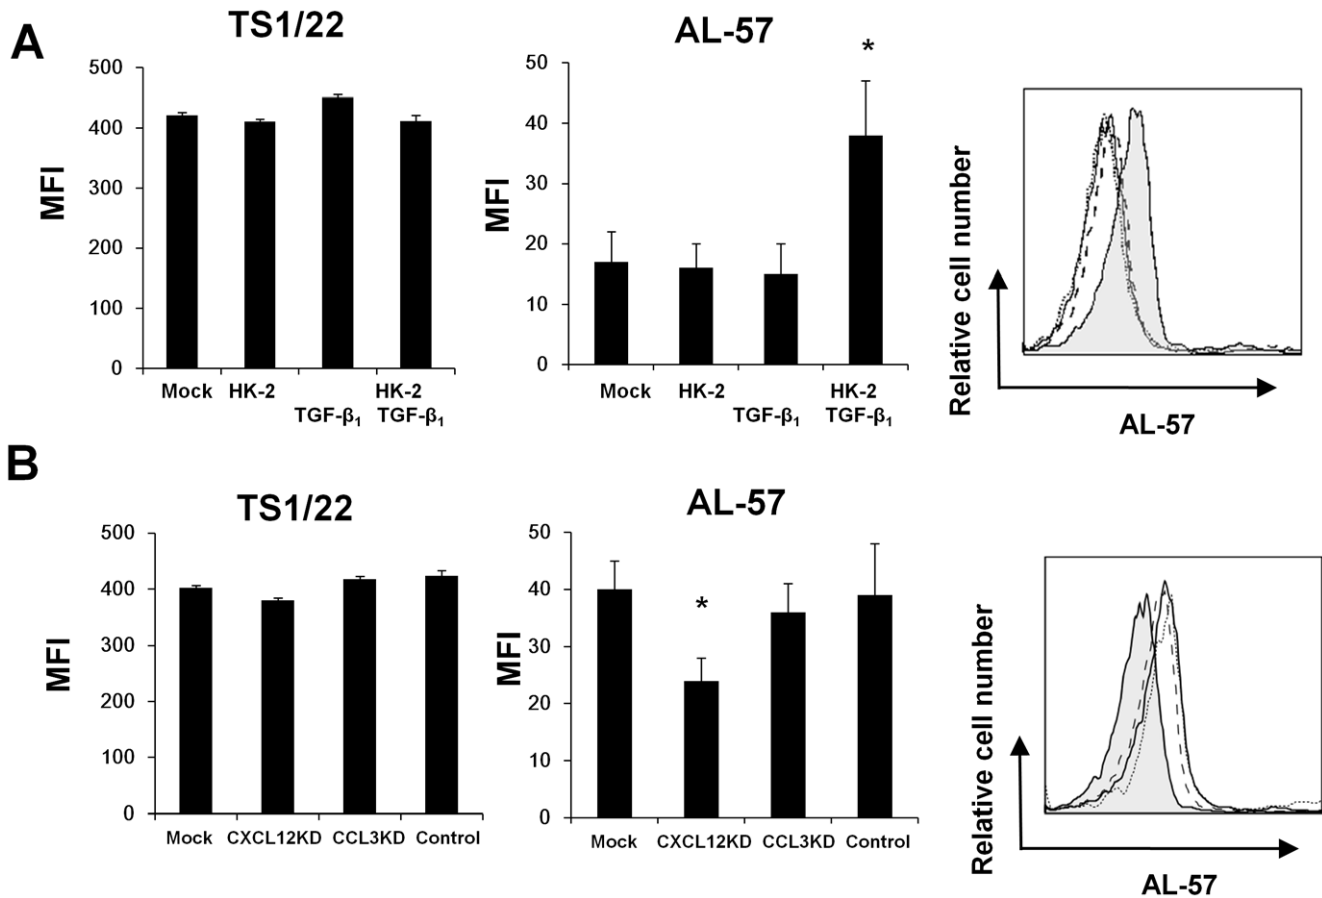 A
TS1/22
AL-57
*
MFI
500
400
300
200
100
0
Mock
HK-2
TGF-β₁
HK-2
TGF-β₁
MFI
50
40
30
20
10
0
Mock
HK-2
TGF-β₁
HK-2
TGF-β₁
Relative cell number
AL-57
B
TS1/22
AL-57
*
MFI
500
400
300
200
100
0
Mock
CXCL12KD
CCL3KD
Control
MFI
50
40
30
20
10
0
Mock
CXCL12KD
CCL3KD
Control
Relative cell number
AL-57